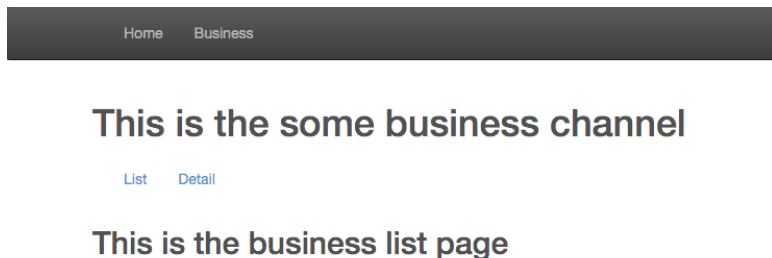 Home Business
This is the some business channel
List Detail
This is the business list page